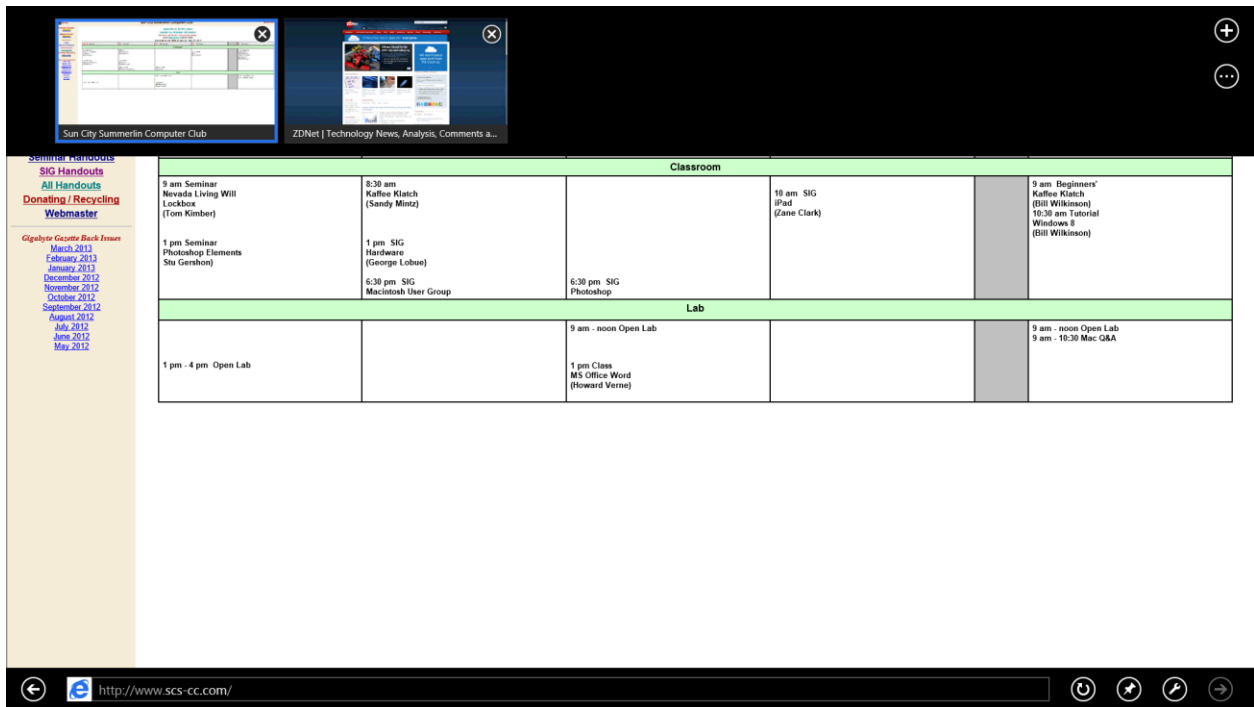 Sun City Summerlin Computer Club
ZDNet | Technology News, Analysis, Comments a...
Seminar Handouts
SIG Handouts
All Handouts
Donating / Recycling
Webmaster
Gigabyte Gazette Back Issues
March 2013
February 2013
January 2013
December 2012
November 2012
October 2012
September 2012
August 2012
July 2012
June 2012
May 2012
Classroom
9 am Seminar
Nevada Living Will
Lockbox
(Tom Kimber)
1 pm Seminar
Photoshop Elements
Stu Gershon)
8:30 am
Kaffee Klatch
(Sandy Mintz)
1 pm SIG
Hardware
(George Lobue)
6:30 pm SIG
Macintosh User Group
6:30 pm SIG
Photoshop
10 am SIG
iPad
(Zane Clark)
9 am Beginners'
Kaffee Klatch
(Bill Wilkinson)
10:30 am Tutorial
Windows 8
(Bill Wilkinson)
Lab
1 pm - 4 pm Open Lab
9 am - noon Open Lab
1 pm Class
MS Office Word
(Howard Verne)
9 am - noon Open Lab
9 am - 10:30 Mac Q&A
http://www.scs-cc.com/